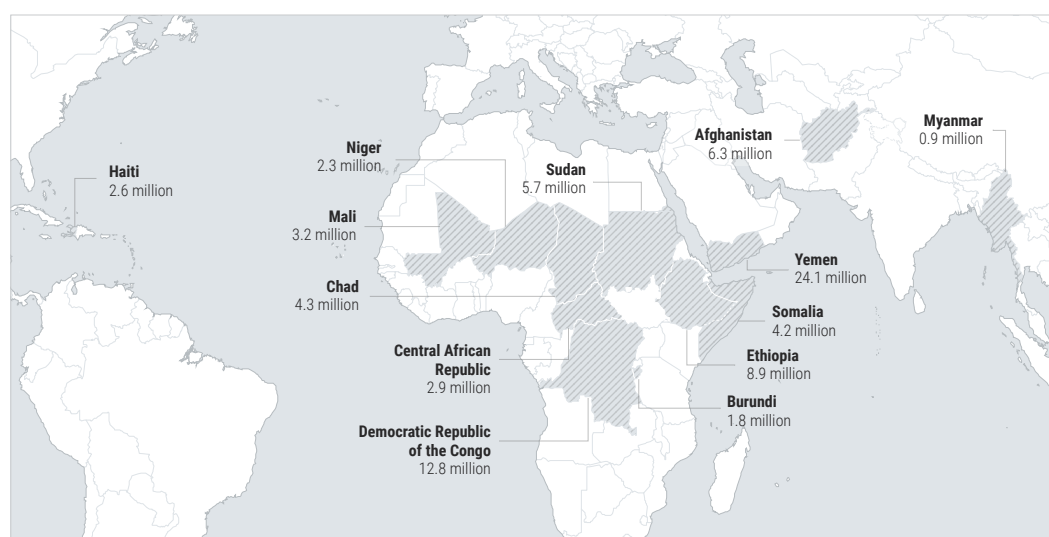 Haiti
2.6 million
Niger
2.3 million
Mali
3.2 million
Chad
4.3 million
Central African
Republic
2.9 million
Democratic Republic
of the Congo
12.8 million
Sudan
5.7 million
Afghanistan
6.3 million
Myanmar
0.9 million
Yemen
24.1 million
Somalia
4.2 million
Ethiopia
8.9 million
Burundi
1.8 million